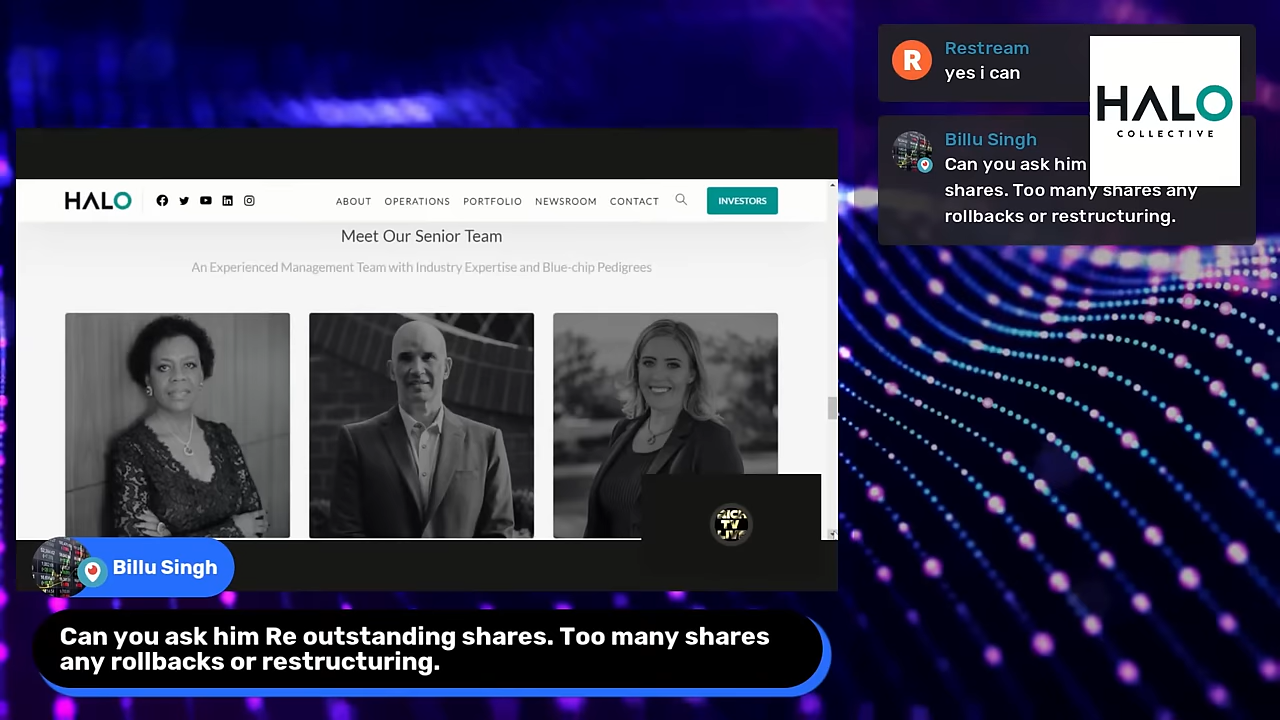 Restream
yes i can
HALO
COLLECTIVE
Billu Singh
Can you ask him
shares. Too many shares any
rollbacks or restructuring.
HALO
ABOUT OPERATIONS PORTFOLIO NEWSROOM CONTACT INVESTORS
Meet Our Senior Team
An Experienced Management Team with Industry Expertise and Blue-chip Pedigrees
RICH
TV
LIVE
Billu Singh
Can you ask him Re outstanding shares. Too many shares
any rollbacks or restructuring.